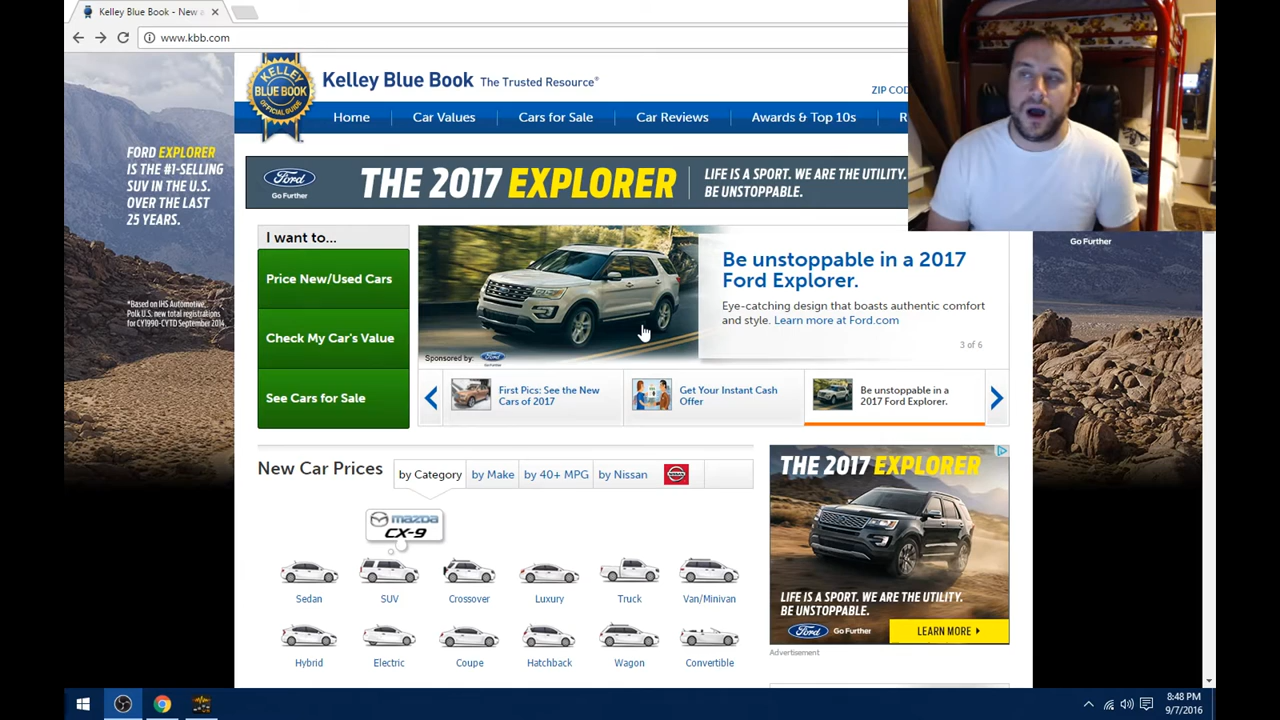 Kelley Blue Book - New a
www.kbb.com
KELLEY
BLUE BOOK
OFFICIAL GUIDE
Kelley Blue Book The Trusted Resource®
ZIP COD
Home
Car Values
Cars for Sale
Car Reviews
Awards & Top 10s
R
FORD EXPLORER
IS THE #1-SELLING
SUV IN THE U.S.
OVER THE LAST
25 YEARS.
*Based on IHS Automotive,
Polk U.S. new total registrations
for CY1990-CYTD September 2014.
Ford
Go Further
THE 2017 EXPLORER
LIFE IS A SPORT. WE ARE THE UTILITY.
BE UNSTOPPABLE.
Go Further
I want to...
Price New/Used Cars
Check My Car's Value
See Cars for Sale
Sponsored by:
Ford
Be unstoppable in a 2017
Ford Explorer.
Eye-catching design that boasts authentic comfort
and style. Learn more at Ford.com
3 of 6
First Pics: See the New
Cars of 2017
Get Your Instant Cash
Offer
Be unstoppable in a
2017 Ford Explorer.
New Car Prices
by Category
by Make
by 40+ MPG
by Nissan
mazda
CX-9
Sedan
SUV
Crossover
Luxury
Truck
Van/Minivan
Hybrid
Electric
Coupe
Hatchback
Wagon
Convertible
THE 2017 EXPLORER
LIFE IS A SPORT. WE ARE THE UTILITY.
BE UNSTOPPABLE.
Ford Go Further
LEARN MORE
Advertisement
8:48 PM
9/7/2016